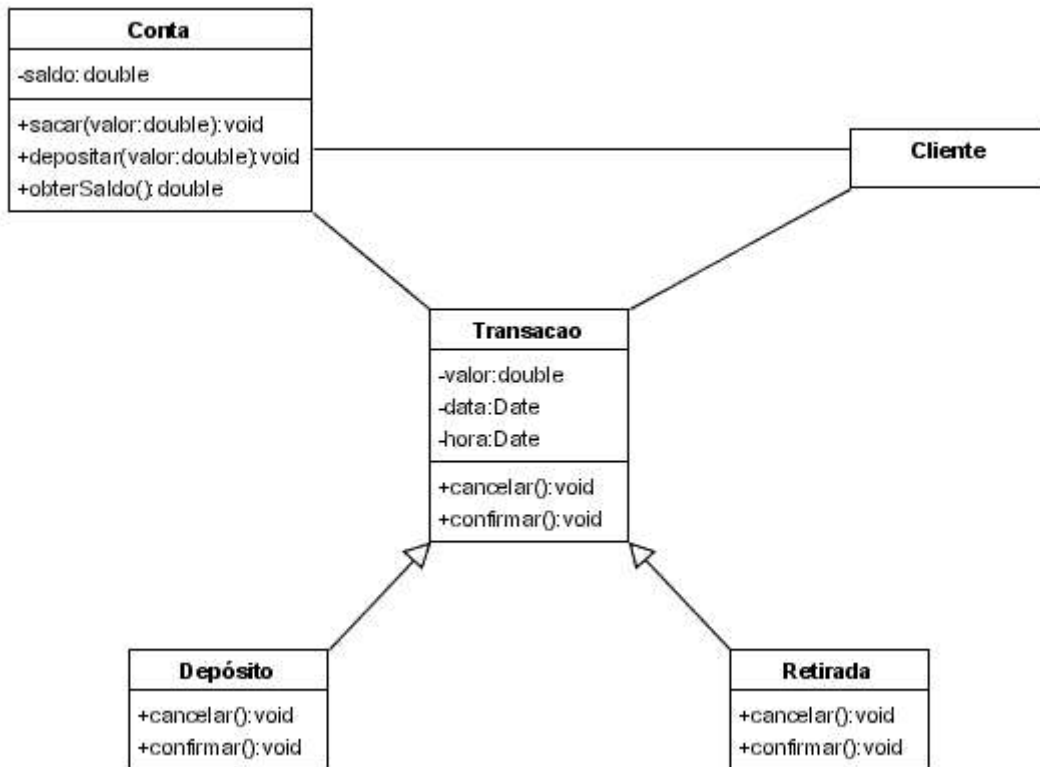 Conta
-saldo: double
+sacar(valor:double): void
+depositar(valor:double): void
+obterSaldo(): double
Cliente
Transacao
-valor:double
-data:Date
-hora:Date
+cancelar():void
+confirmar():void
Depósito
+cancelar():void
+confirmar():void
Retirada
+cancelar():void
+confirmar():void